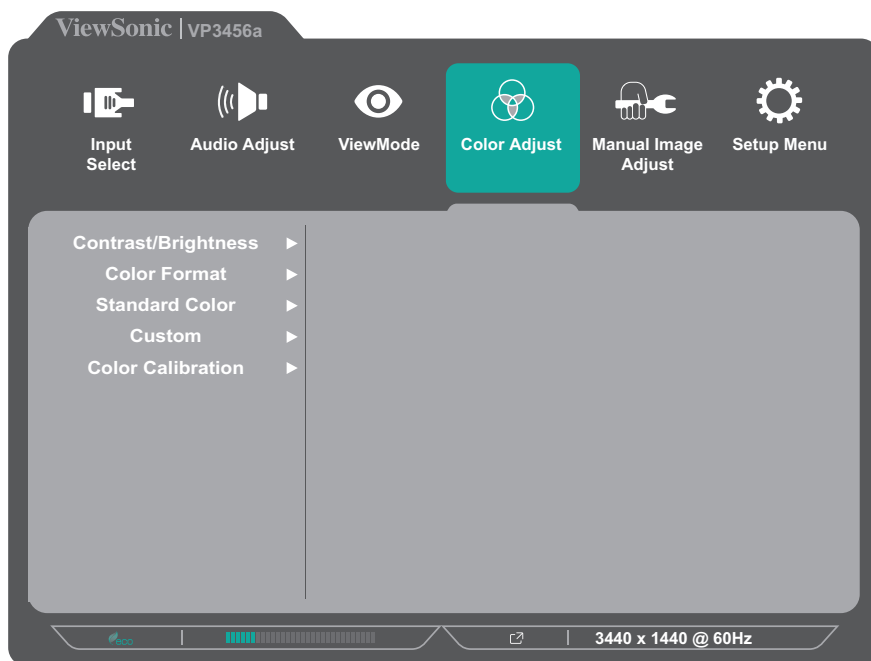 ViewSonic | VP3456a
Input
Select
Audio Adjust
ViewMode
Color Adjust
Manual Image
Adjust
Setup Menu
Contrast/Brightness
Color Format
Standard Color
Custom
Color Calibration
eco
3440 x 1440 @ 60Hz